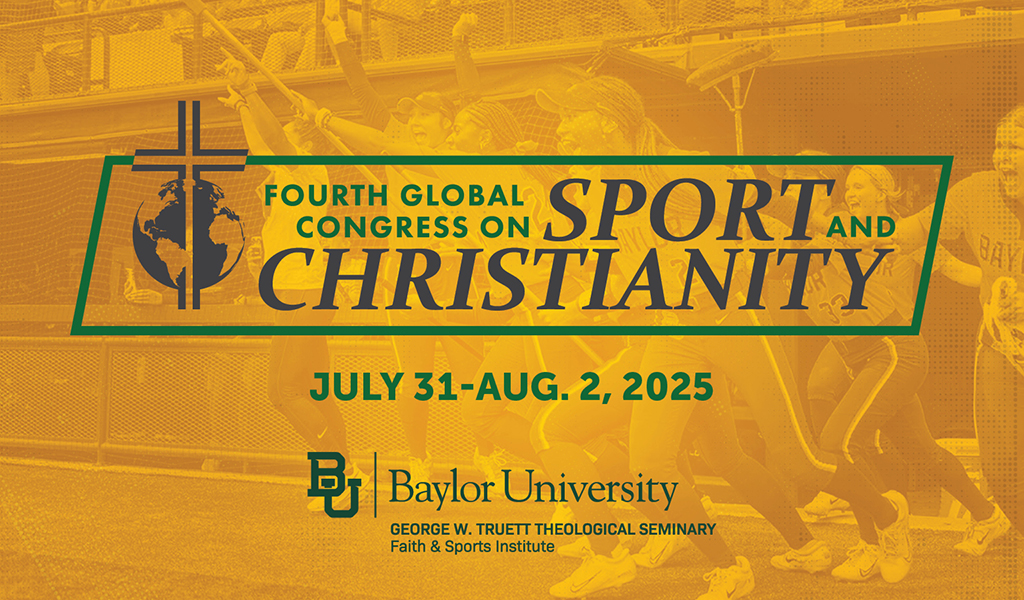 FOURTH GLOBAL
CONGRESS ON SPORT AND
CHRISTIANITY
JULY 31-AUG. 2, 2025
BU Baylor University
GEORGE W. TRUETT THEOLOGICAL SEMINARY
Faith & Sports Institute